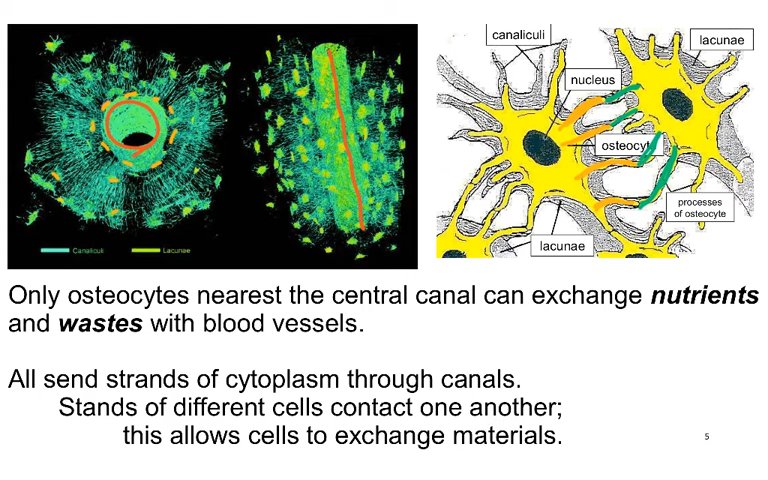 canaliculi
lacunae
nucleus
osteocyt
processes
of osteocyte
lacunae
Canaliculi
Lacunae
Only osteocytes nearest the central canal can exchange nutrients
and wastes with blood vessels.
All send strands of cytoplasm through canals.
Stands of different cells contact one another;
this allows cells to exchange materials.
5